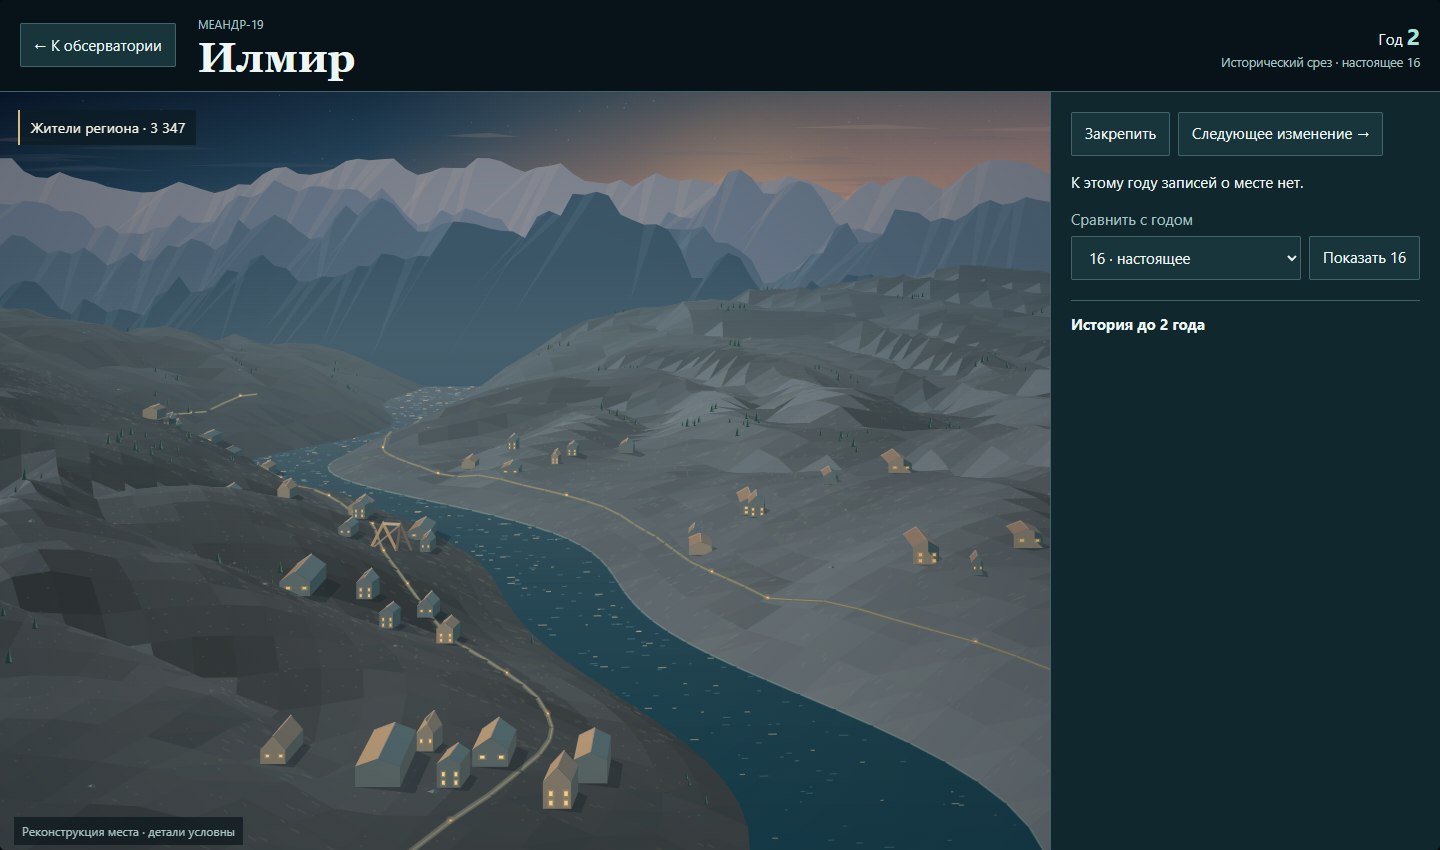 ← К обсерватории
МЕАНДР-19
Илмир
Год 2
Исторический срез · настоящее 16
Жители региона · 3 347
Закрепить
Следующее изменение →
К этому году записей о месте нет.
Сравнить с годом
16 · настоящее
Показать 16
История до 2 года
Реконструкция места · детали условны